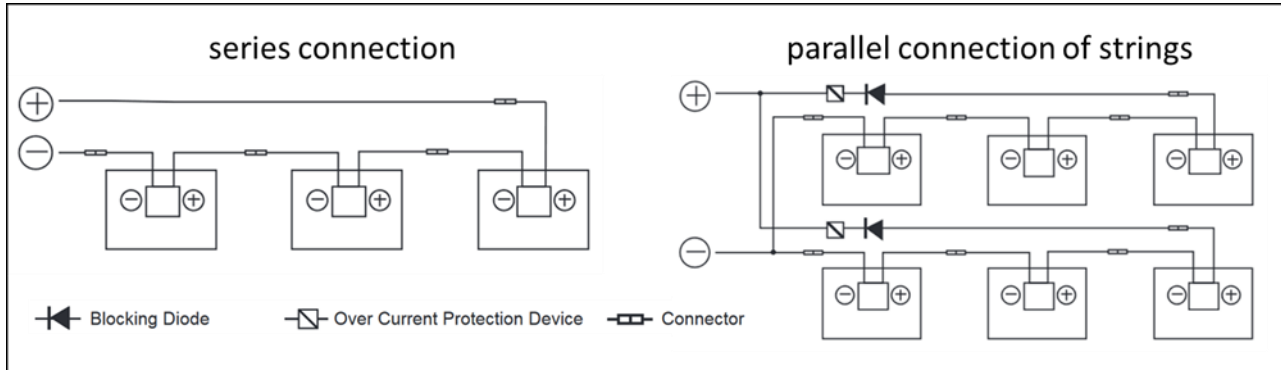 series connection
parallel connection of strings
+
−
− +
− +
− +
+
−
− +
− +
− +
− +
− +
− +
Blocking Diode
Over Current Protection Device
Connector